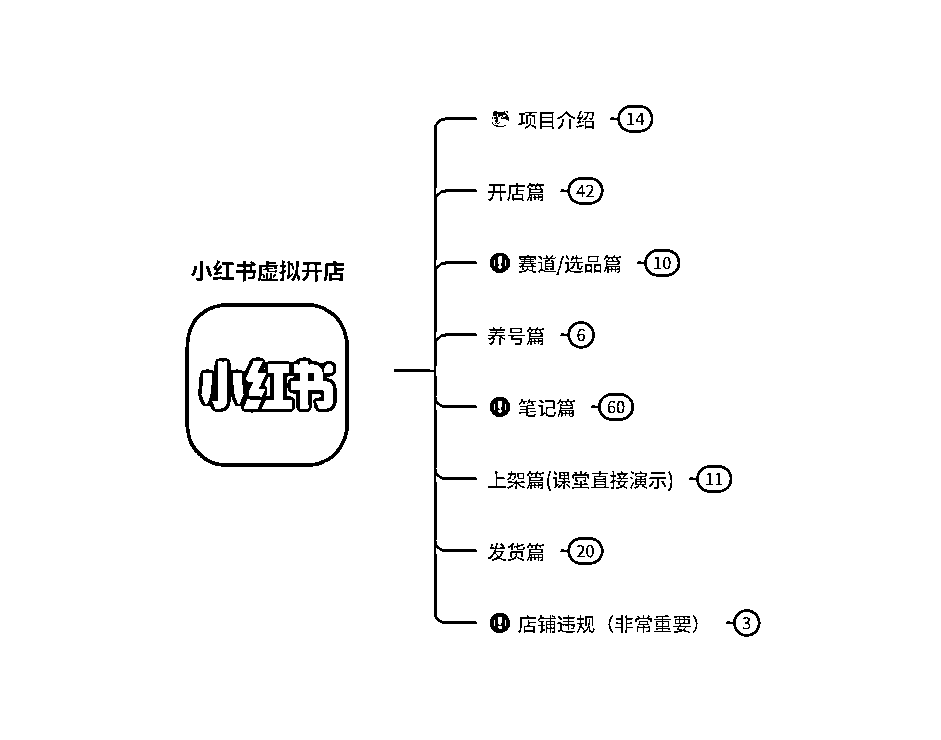 小红书虚拟开店
小红书
项目介绍 14
开店篇 42
赛道/选品篇 10
养号篇 6
笔记篇 60
上架篇(课堂直接演示) 11
发货篇 20
店铺违规（非常重要） 3